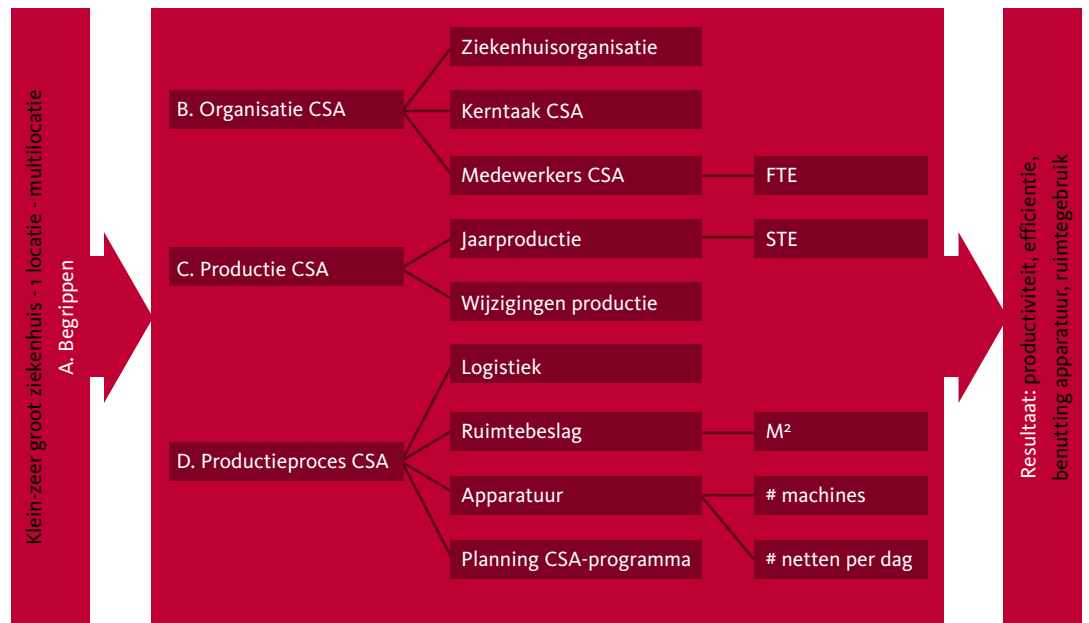 Klein-zeer groot ziekenhuis - 1 locatie - multilocatie
A. Begrippen
B. Organisatie CSA
Ziekenhuisorganisatie
Kerntaak CSA
Medewerkers CSA
FTE
C. Productie CSA
Jaarproductie
STE
Wijzigingen productie
D. Productieproces CSA
Logistiek
Ruimtebeslag
M²
Apparatuur
# machines
# netten per dag
Planning CSA-programma
Resultaat: productiviteit, efficientie,
benutting apparatuur, ruimtegebruik